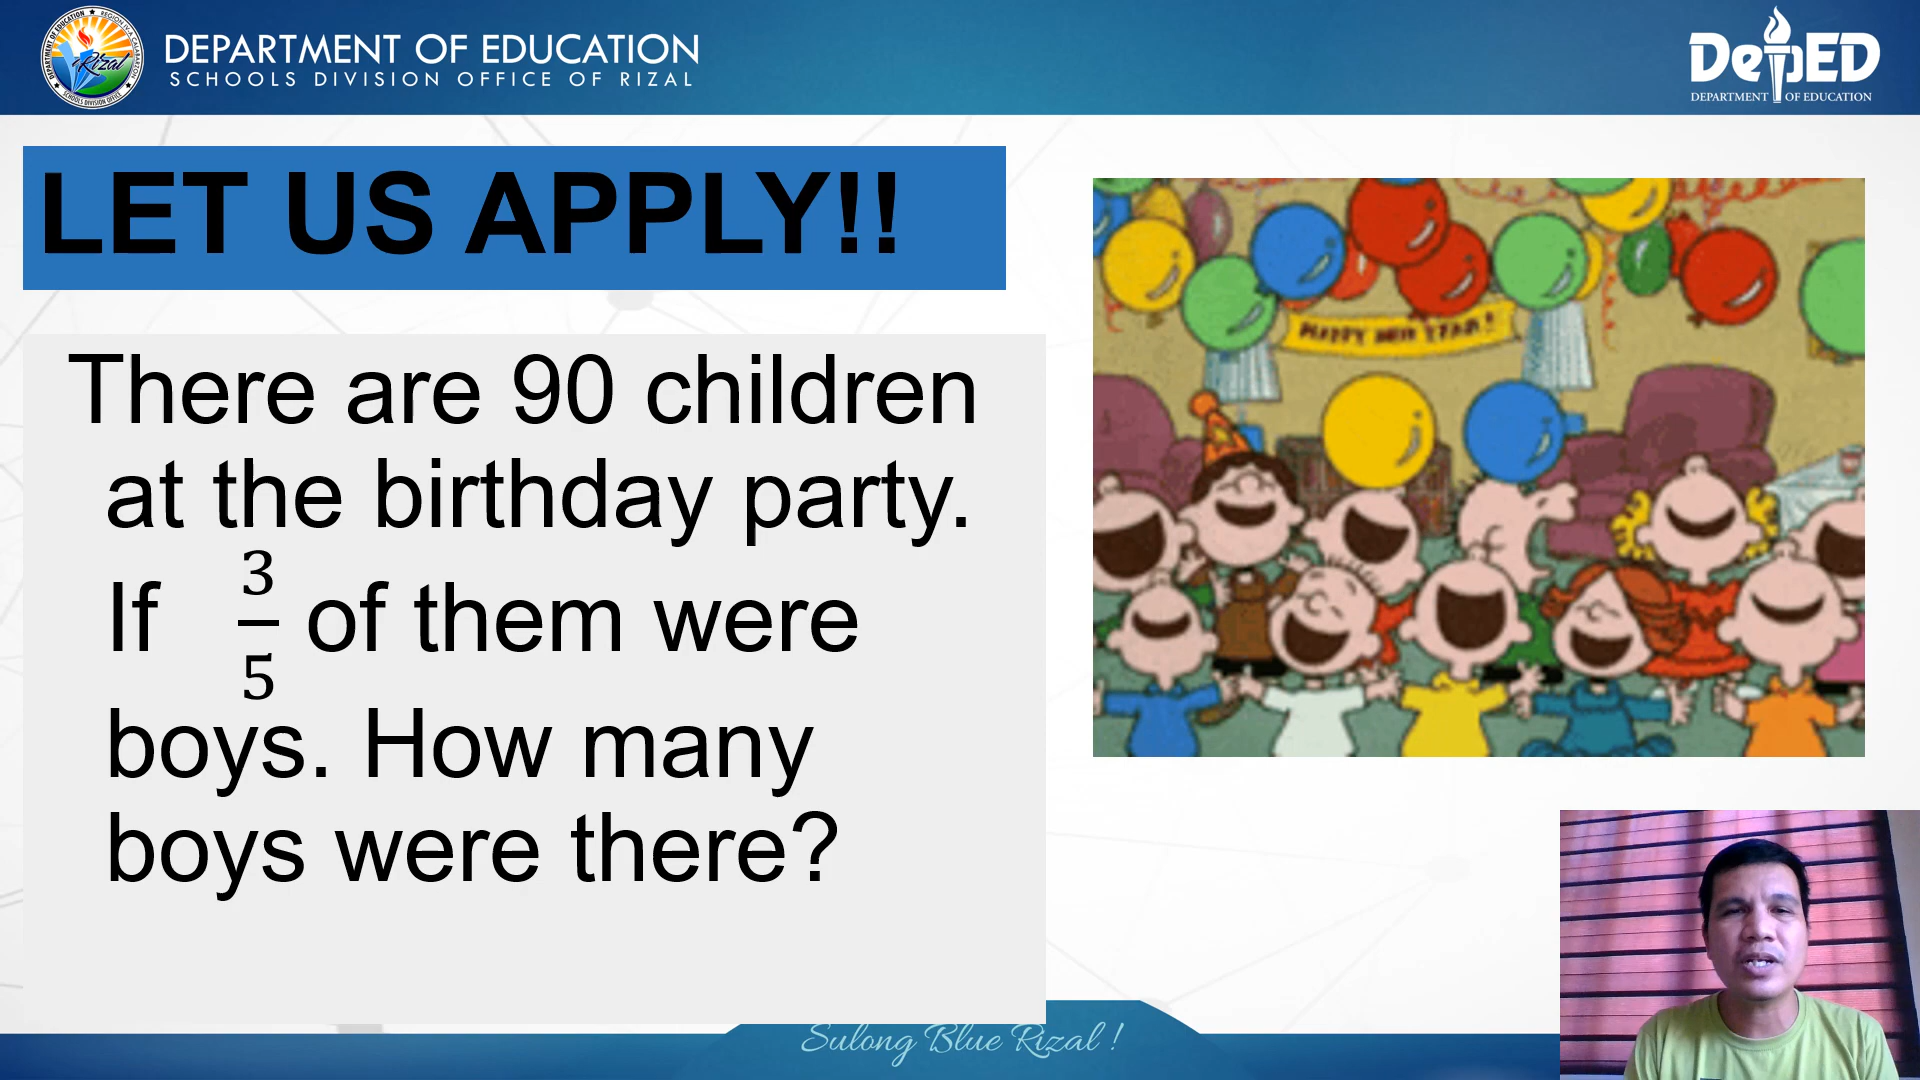 DEPARTMENT OF EDUCATION
SCHOOLS DIVISION OFFICE OF RIZAL
Rizal
DepED
DEPARTMENT OF EDUCATION
LET US APPLY!!
HAPPY NEW YEAR!
There are 90 children
at the birthday party.
If 3/5 of them were
boys. How many
boys were there?
Sulong Blue Rizal !